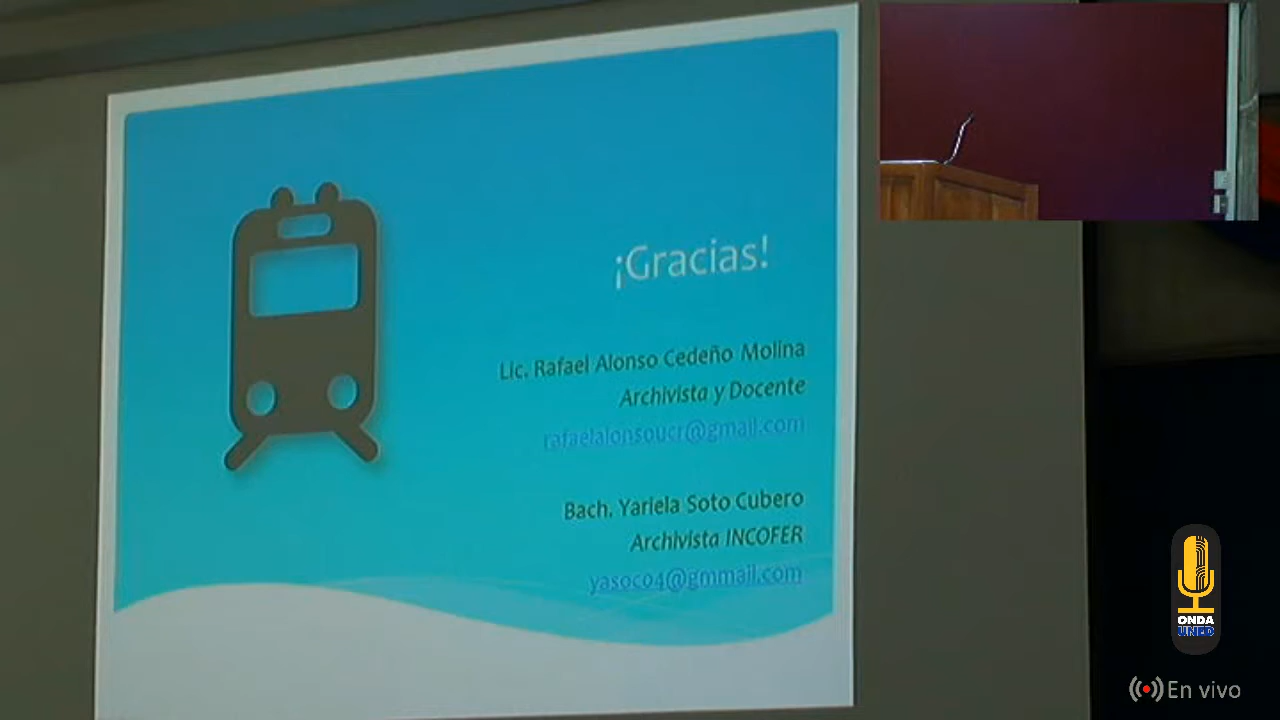 ¡Gracias!
Lic. Rafael Alonso Cedeño Molina
Archivista y Docente
rafaelalonsoucr@gmail.com
Bach. Yariela Soto Cubero
Archivista INCOFER
yasoc04@gmmail.com
ONDA
UNED
En vivo